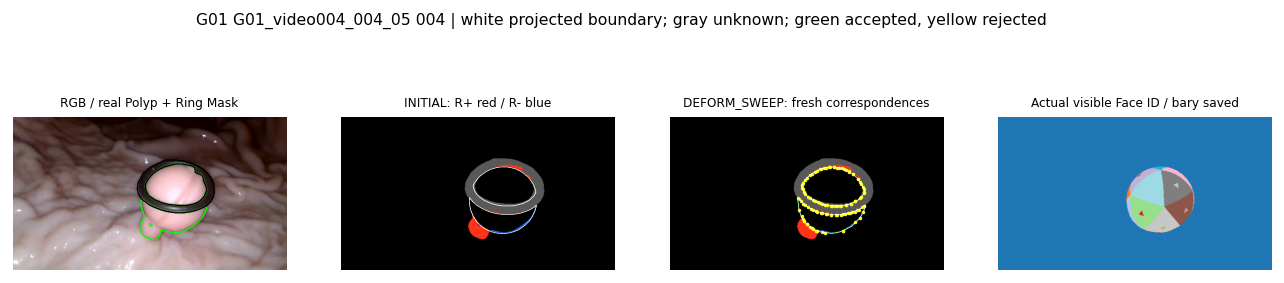 G01 G01_video004_004_05 004 | white projected boundary; gray unknown; green accepted, yellow rejected
RGB / real Polyp + Ring Mask
INITIAL: R+ red / R- blue
DEFORM_SWEEP: fresh correspondences
Actual visible Face ID / bary saved